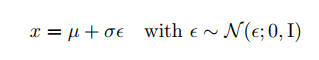 x = μ + σϵ with ϵ ∼ 𝒩(ϵ; 0, I)